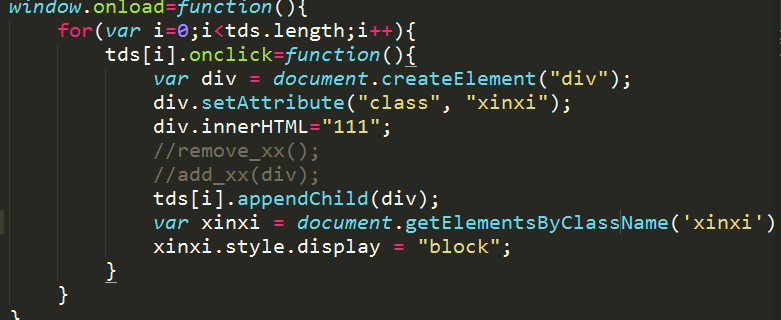 window.onload=function(){
for(var i=0;i<tds.length;i++){
tds[i].onclick=function(){
var div = document.createElement("div");
div.setAttribute("class", "xinxi");
div.innerHTML="111";
//remove_xx();
//add_xx(div);
tds[i].appendChild(div);
var xinxi = document.getElementsByClassName('xinxi')
xinxi.style.display = "block";
}
}
}